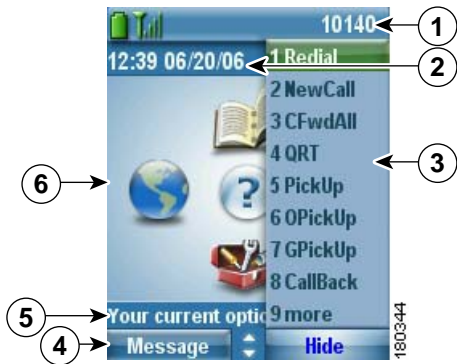 10140
1
12:39 06/20/06
2
1 Redial
2 NewCall
3 CFwdAll
4 QRT
3
5 PickUp
6
6 OPickUp
7 GPickUp
8 CallBack
5
Your current optio
9 more
4
Message
Hide
180344